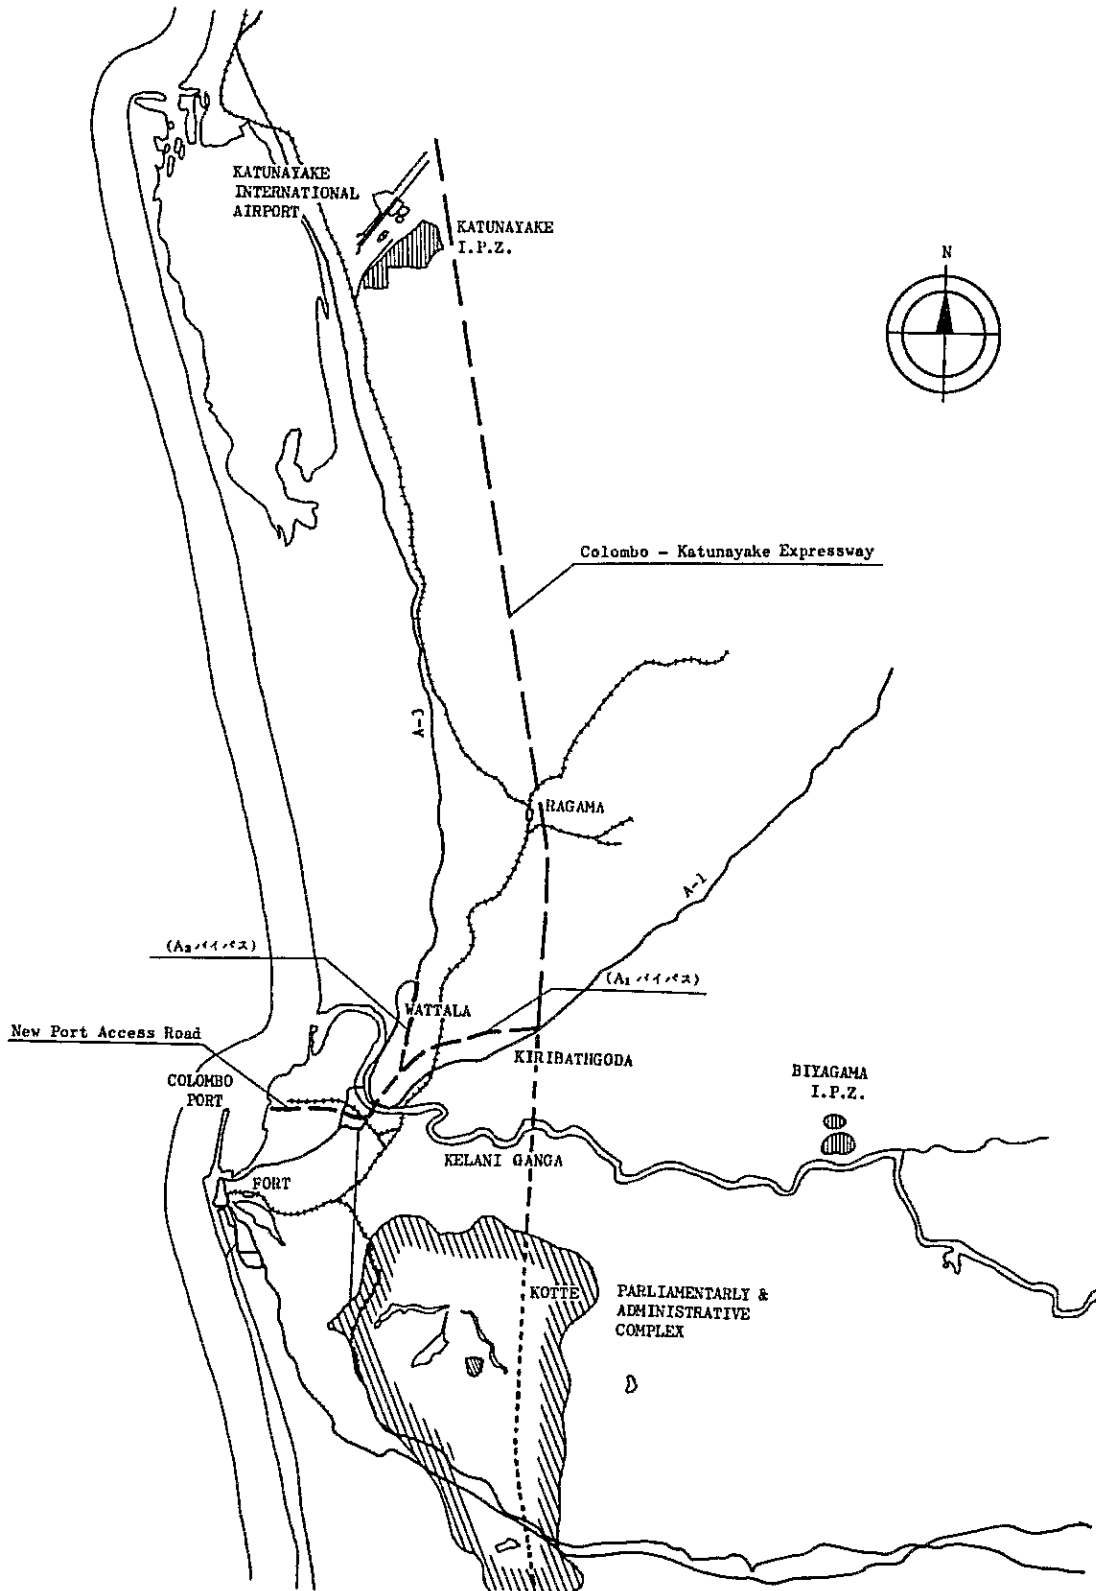 KATUNAYAKE
INTERNATIONAL
AIRPORT
KATUNAYAKE
I.P.Z.
N
Colombo - Katunayake Expressway
A-3
RAGAMA
A-1
(A₃バイパス)
WATTALA
(A₁バイパス)
New Port Access Road
KIRIBATHGODA
COLOMBO
PORT
BIYAGAMA
I.P.Z.
KELANI GANGA
FORT
KOTTE
PARLIAMENTARLY &
ADMINISTRATIVE
COMPLEX